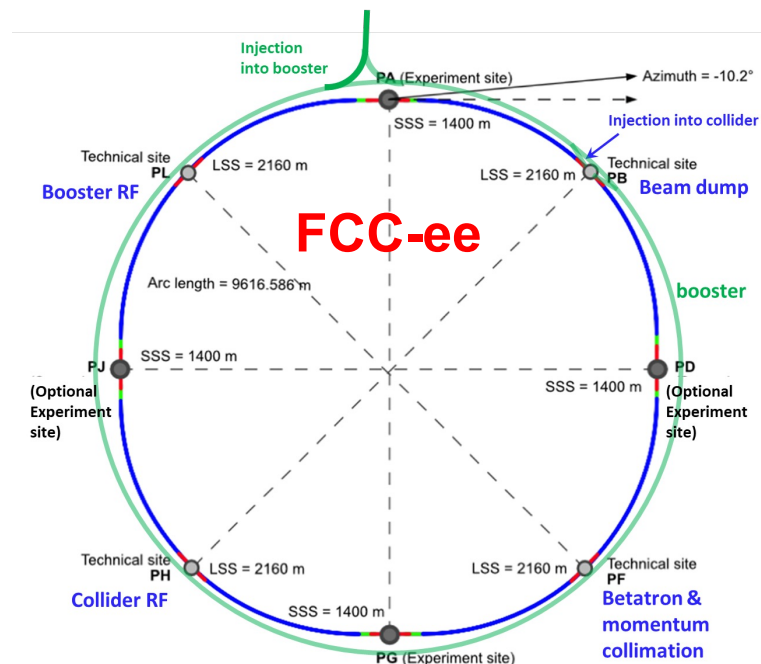 Injection
into booster
PA (Experiment site)
Azimuth = -10.2°
SSS = 1400 m
Injection into collider
Technical site
PL
LSS = 2160 m
LSS = 2160 m
Technical site
PB
Booster RF
Beam dump
FCC-ee
Arc length = 9616.586 m
booster
PJ
SSS = 1400 m
PD
SSS = 1400 m
(Optional
Experiment
site)
(Optional
Experiment
site)
Technical site
PH
LSS = 2160 m
LSS = 2160 m
Technical site
PF
Collider RF
SSS = 1400 m
Betatron &
momentum
collimation
PG (Experiment site)